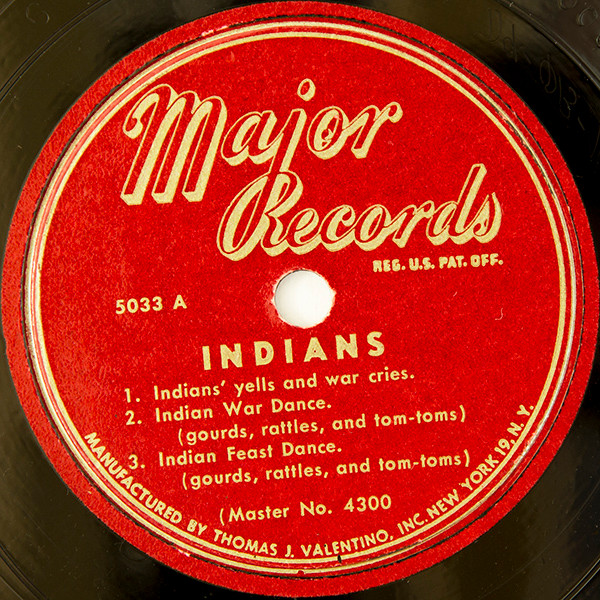 Major
Records
REG. U.S. PAT. OFF.
5033 A
INDIANS
1. Indians' yells and war cries.
2. Indian War Dance.
(gourds, rattles, and tom-toms)
3. Indian Feast Dance.
(gourds, rattles, and tom-toms)
(Master No. 4300
MANUFACTURED BY THOMAS J. VALENTINO, INC. NEW YORK 19, N.Y.